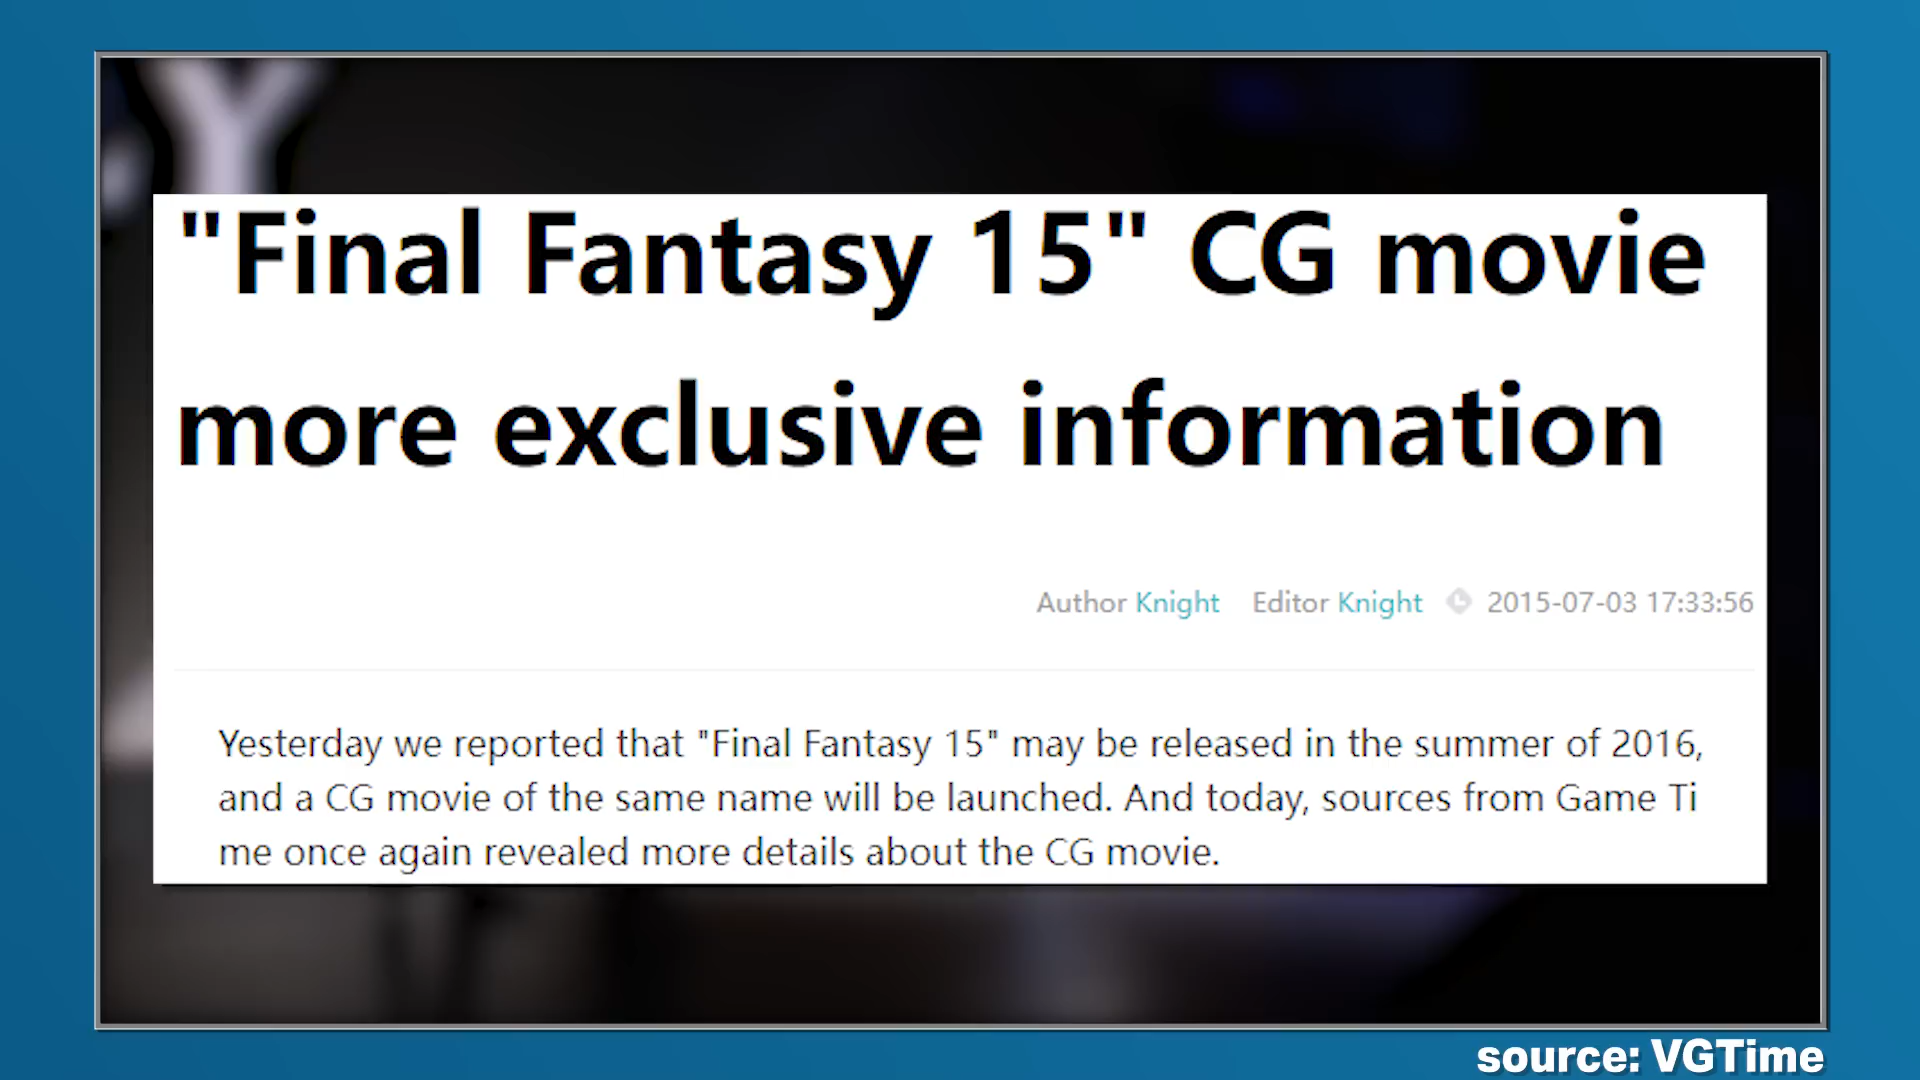 "Final Fantasy 15" CG movie
more exclusive information
Author Knight Editor Knight 2015-07-03 17:33:56
Yesterday we reported that "Final Fantasy 15" may be released in the summer of 2016,
and a CG movie of the same name will be launched. And today, sources from Game Ti
me once again revealed more details about the CG movie.
source: VGTime